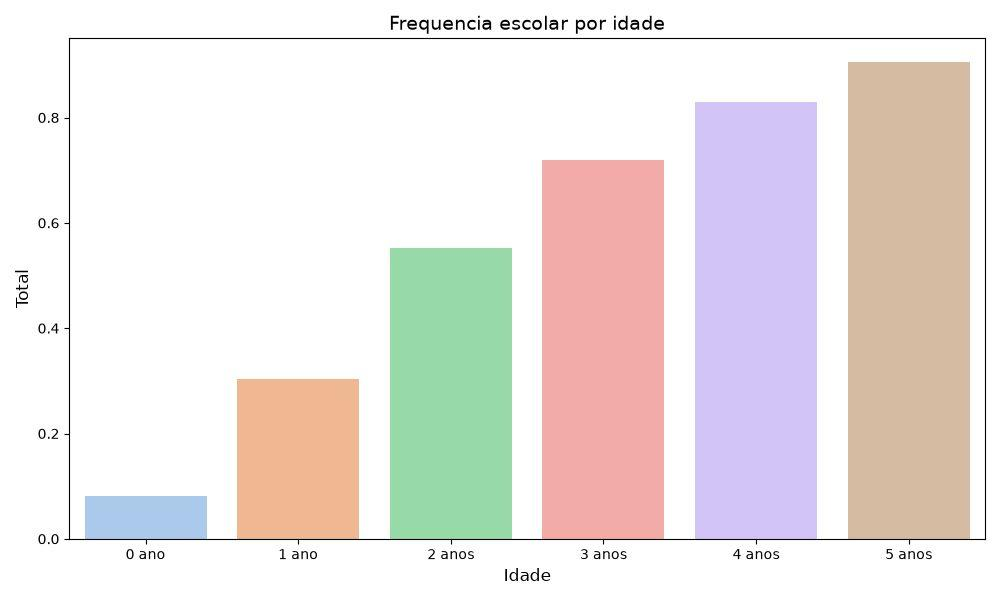 Frequencia escolar por idade
Total
0.8
0.6
0.4
0.2
0.0
0 ano 1 ano 2 anos 3 anos 4 anos 5 anos
Idade